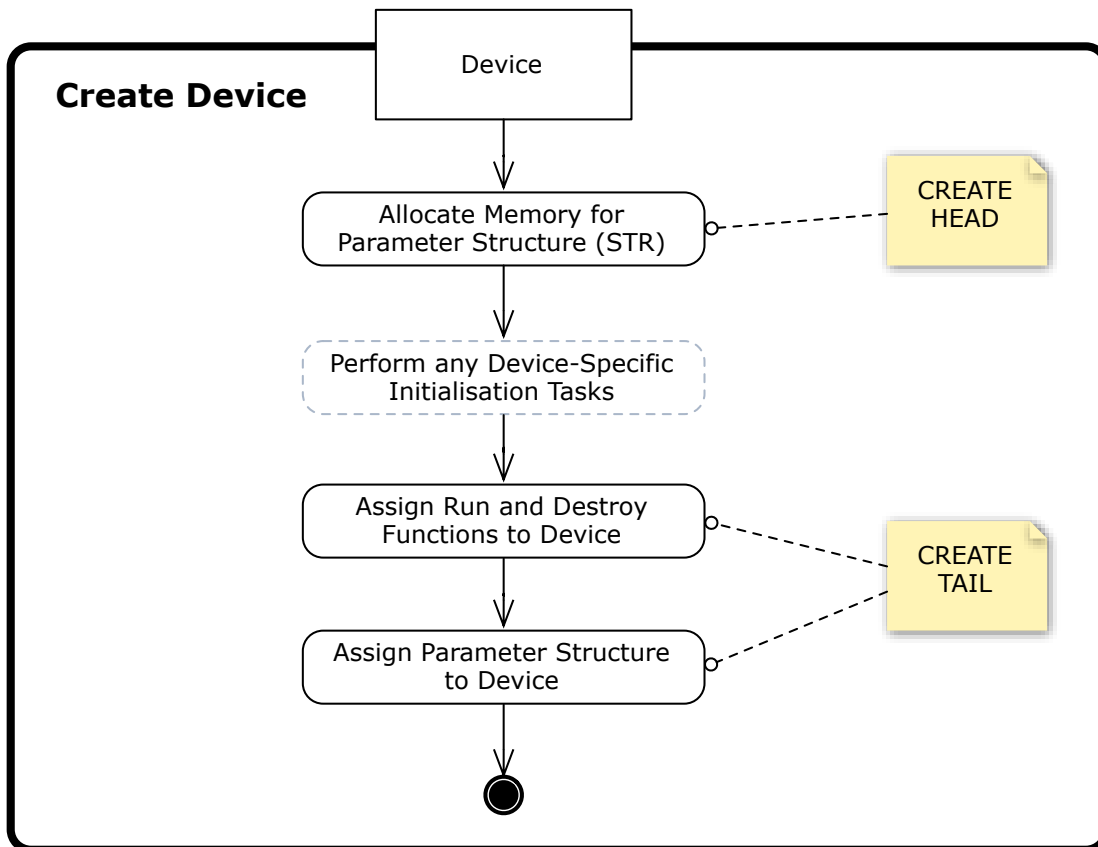 Device
Create Device
Allocate Memory for
Parameter Structure (STR)
CREATE
HEAD
Perform any Device-Specific
Initialisation Tasks
Assign Run and Destroy
Functions to Device
CREATE
TAIL
Assign Parameter Structure
to Device